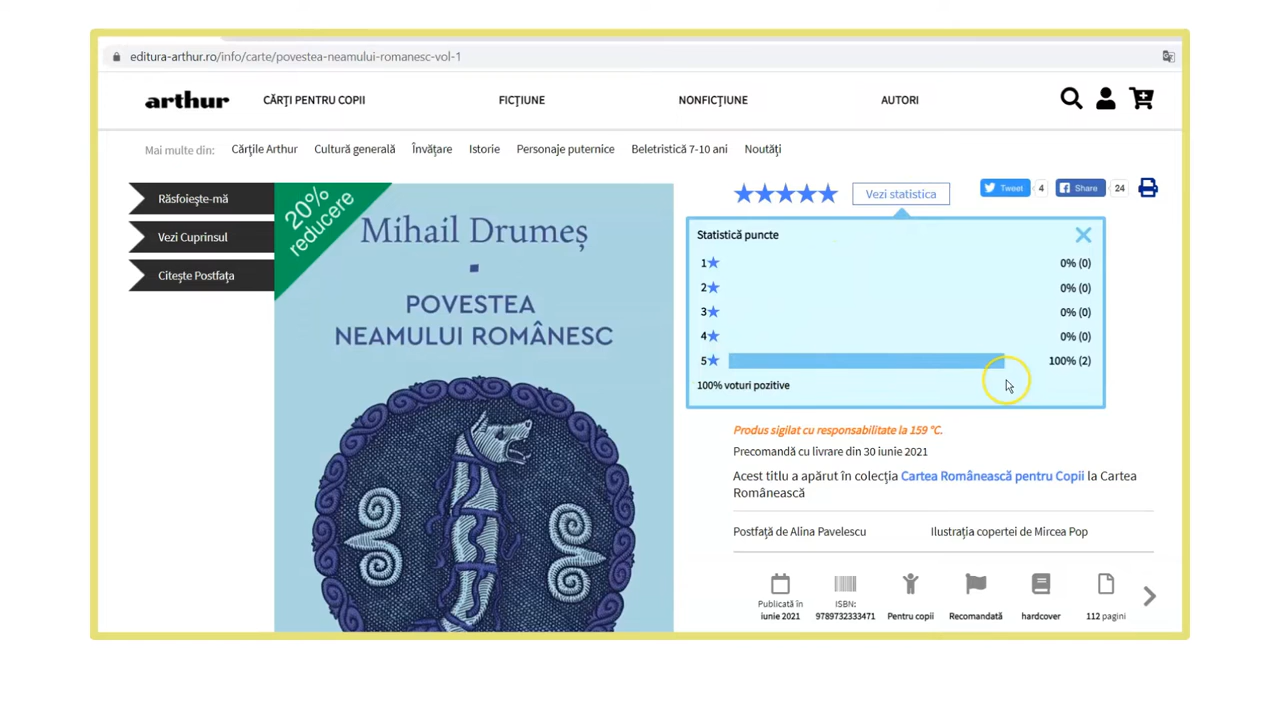 editura-arthur.ro/info/carte/povestea-neamului-romanesc-vol-1
arthur
CĂRȚI PENTRU COPII
FICȚIUNE
NONFICȚIUNE
AUTORI
Mai multe din:
Cărțile Arthur
Cultură generală
Învățare
Istorie
Personaje puternice
Beletristică 7-10 ani
Noutăți
Răsfoiește-mă
Vezi Cuprinsul
Citește Postfața
20%
reducere
Mihail Drumeș
POVESTEA
NEAMULUI ROMÂNESC
Vezi statistica
Tweet
4
Share
24
Statistică puncte
1★ 0% (0)
2★ 0% (0)
3★ 0% (0)
4★ 0% (0)
5★ 100% (2)
100% voturi pozitive
Produs sigilat cu responsabilitate la 159 °C.
Precomandă cu livrare din 30 iunie 2021
Acest titlu a apărut în colecția Cartea Românească pentru Copii la Cartea
Românească
Postfață de Alina Pavelescu
Ilustrația copertei de Mircea Pop
Publicată în
iunie 2021
ISBN:
9789732333471
Pentru copii
Recomandată
hardcover
112 pagini